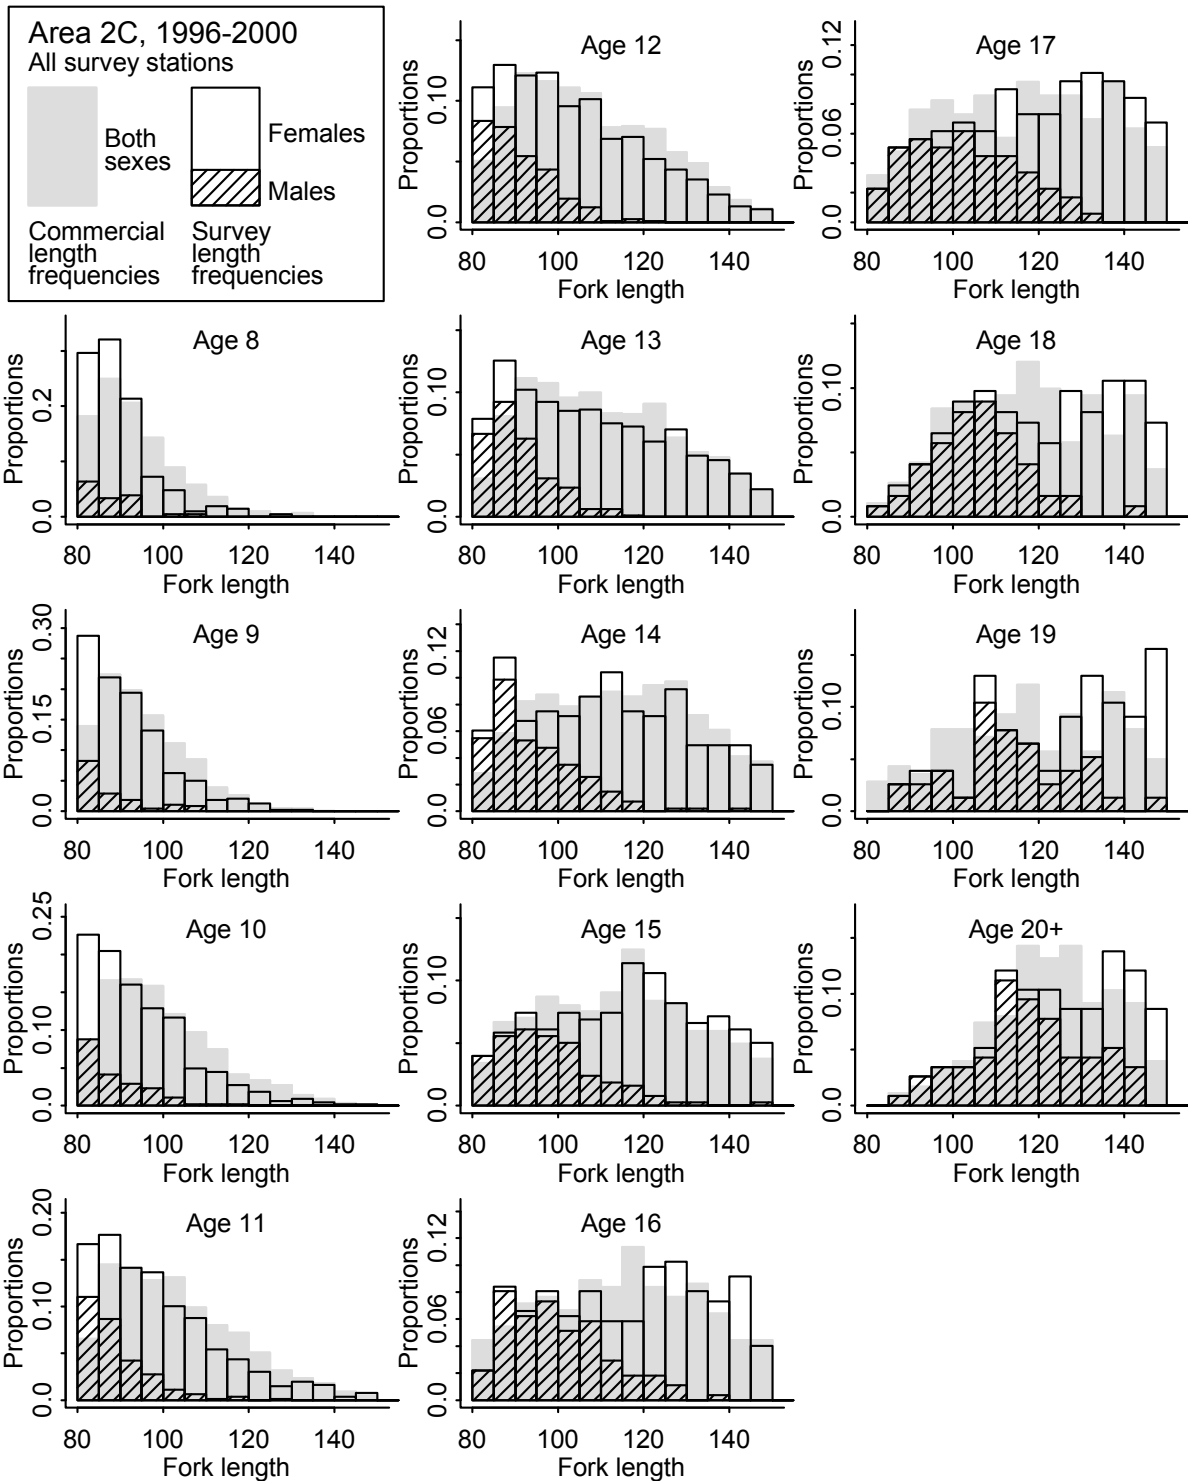 Area 2C, 1996-2000
All survey stations
Both
sexes
Females
Males
Commercial
length
frequencies
Survey
length
frequencies
Age 12
Proportions
0.0 0.10
80 100 120 140
Fork length
Age 17
Proportions
0.0 0.06 0.12
80 100 120 140
Fork length
Age 8
Proportions
0.0 0.2
80 100 120 140
Fork length
Age 13
Proportions
0.0 0.10
80 100 120 140
Fork length
Age 18
Proportions
0.0 0.10
80 100 120 140
Fork length
Age 9
Proportions
0.0 0.15 0.30
80 100 120 140
Fork length
Age 14
Proportions
0.0 0.06 0.12
80 100 120 140
Fork length
Age 19
Proportions
0.0 0.10
80 100 120 140
Fork length
Age 10
Proportions
0.0 0.10 0.25
80 100 120 140
Fork length
Age 15
Proportions
0.0 0.10
80 100 120 140
Fork length
Age 20+
Proportions
0.0 0.10
80 100 120 140
Fork length
Age 11
Proportions
0.0 0.10 0.20
80 100 120 140
Fork length
Age 16
Proportions
0.0 0.06 0.12
80 100 120 140
Fork length